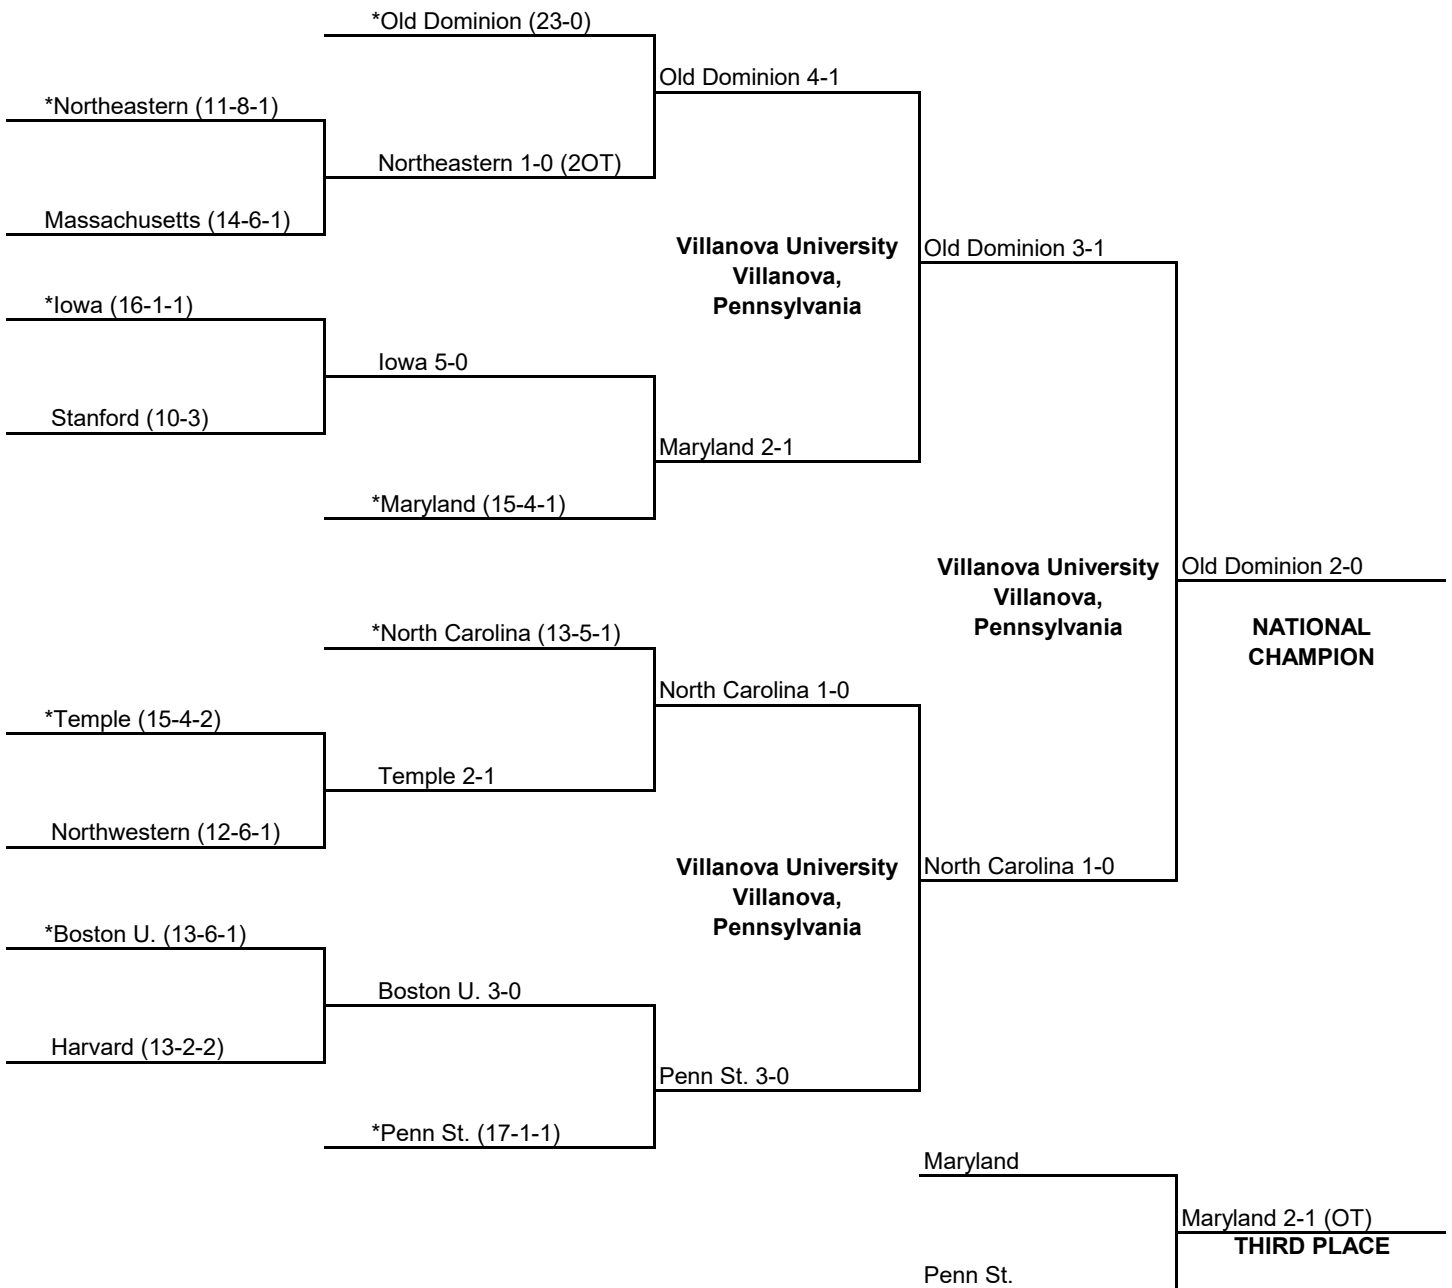 *Old Dominion (23-0)
Old Dominion 4-1
*Northeastern (11-8-1)
Northeastern 1-0 (2OT)
Massachusetts (14-6-1)
Villanova University
Villanova,
Pennsylvania
Old Dominion 3-1
*Iowa (16-1-1)
Iowa 5-0
Stanford (10-3)
Maryland 2-1
*Maryland (15-4-1)
Villanova University
Villanova,
Pennsylvania
Old Dominion 2-0
NATIONAL
CHAMPION
*North Carolina (13-5-1)
North Carolina 1-0
*Temple (15-4-2)
Temple 2-1
Northwestern (12-6-1)
Villanova University
Villanova,
Pennsylvania
North Carolina 1-0
*Boston U. (13-6-1)
Boston U. 3-0
Harvard (13-2-2)
Penn St. 3-0
*Penn St. (17-1-1)
Maryland
Maryland 2-1 (OT)
THIRD PLACE
Penn St.